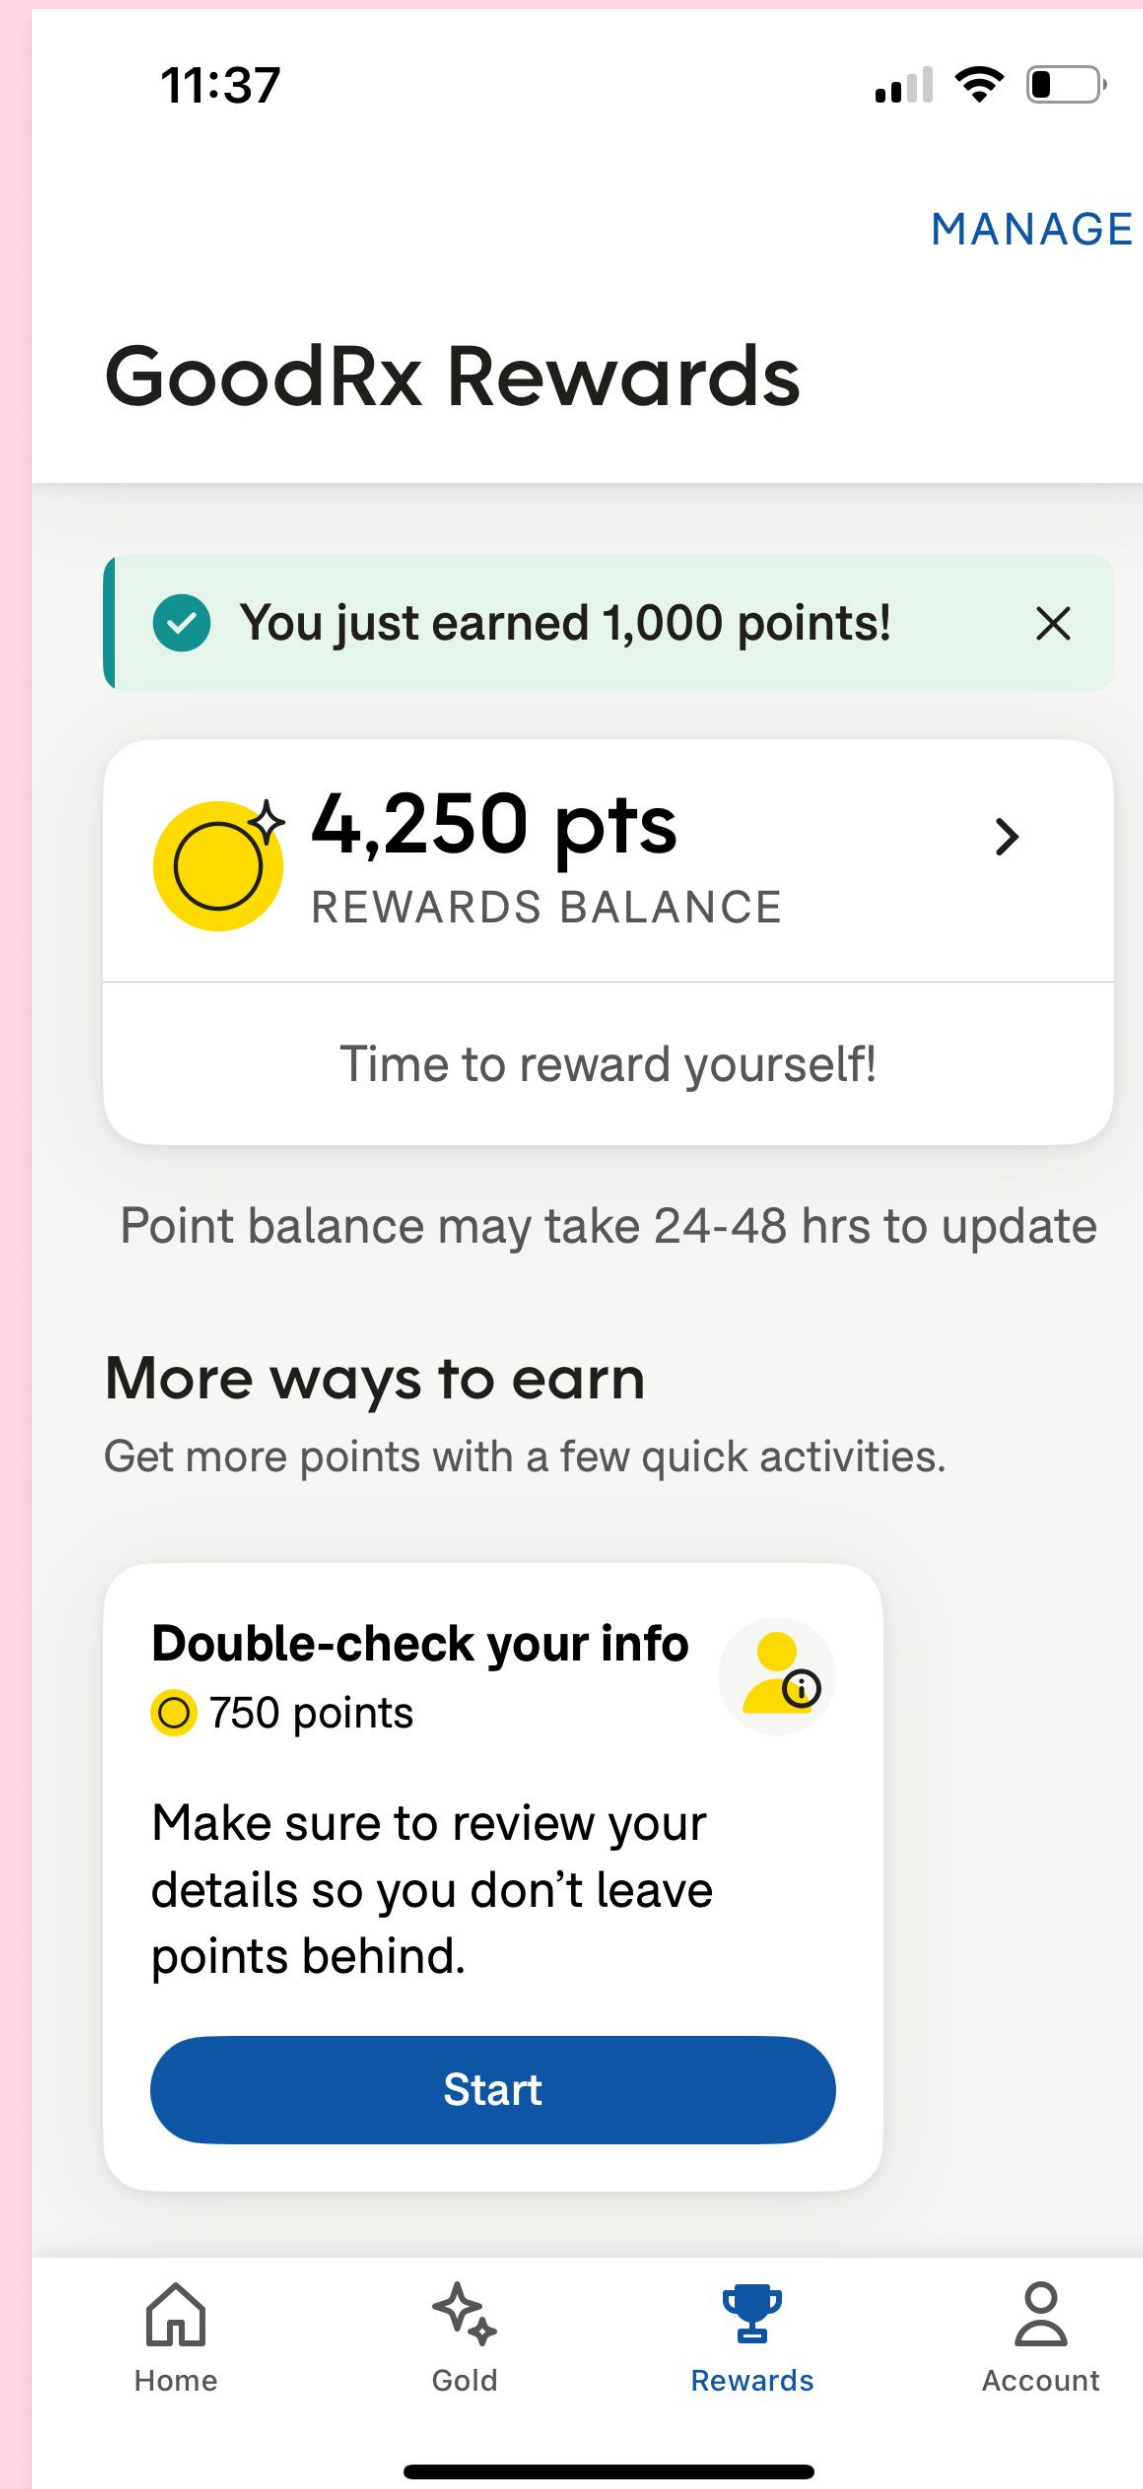 11:37
MANAGE
GoodRx Rewards
You just earned 1,000 points!
4,250 pts
REWARDS BALANCE
Time to reward yourself!
Point balance may take 24-48 hrs to update
More ways to earn
Get more points with a few quick activities.
Double-check your info
750 points
Make sure to review your
details so you don’t leave
points behind.
Start
Home
Gold
Rewards
Account